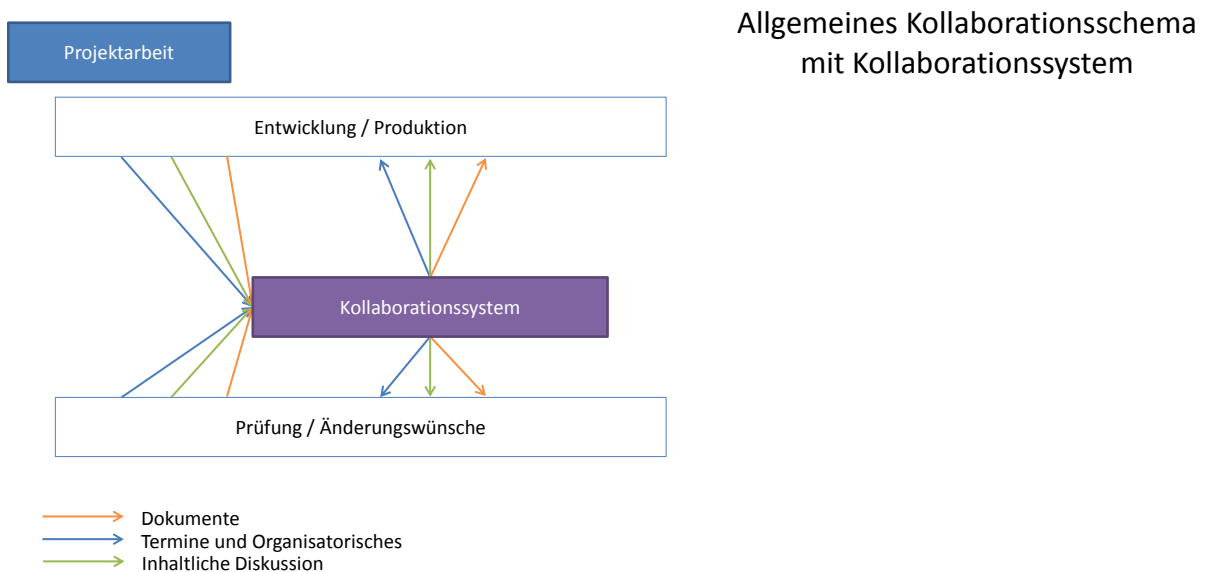 Allgemeines Kollaborationsschema
mit Kollaborationssystem
Projektarbeit
Entwicklung / Produktion
Kollaborationssystem
Prüfung / Änderungswünsche
Dokumente
Termine und Organisatorisches
Inhaltliche Diskussion